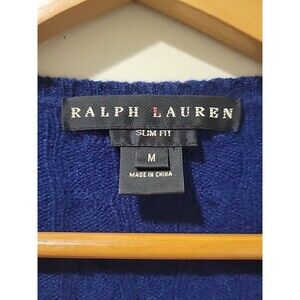 RALPH LAUREN
SLIM FIT
M
MADE IN CHINA